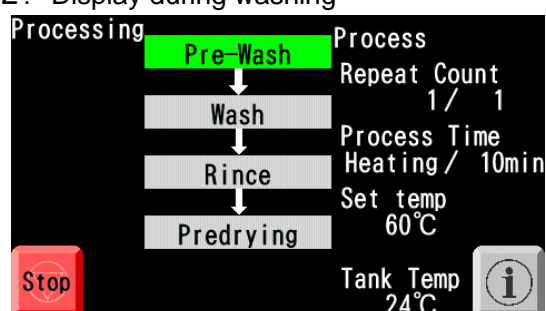 2. Display during washing
Processing
Pre-Wash
Wash
Rince
Predrying
Process
Repeat Count
1/ 1
Process Time
Heating/ 10min
Set temp
60℃
Tank Temp
24℃
Stop
i